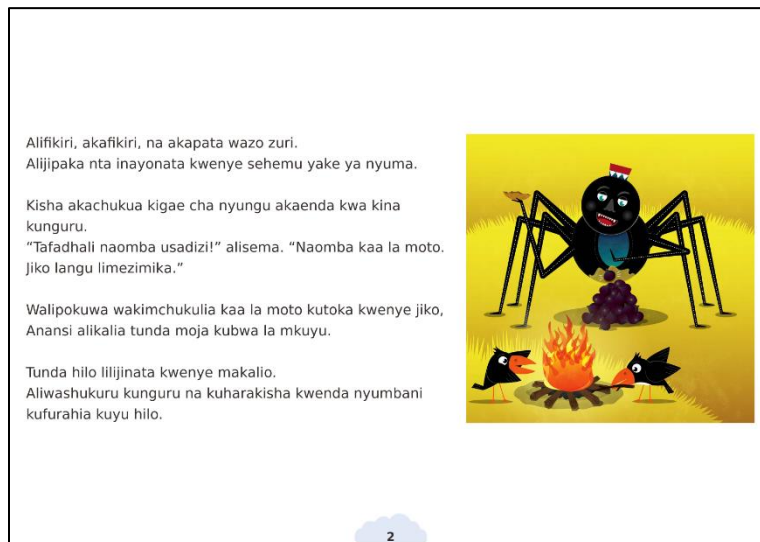 Alifikiri, akafikiri, na akapata wazo zuri.
Alijipaka nta inayonata kwenye sehemu yake ya nyuma.
Kisha akachukua kigae cha nyungu akaenda kwa kina
kunguru.
“Tafadhali naomba usadizi!” alisema. “Naomba kaa la moto.
Jiko langu limezimika.”
Walipokuwa wakimchukulia kaa la moto kutoka kwenye jiko,
Anansi alikalia tunda moja kubwa la mkuyu.
Tunda hilo lilijinata kwenye makalio.
Aliwashukuru kunguru na kuharakisha kwenda nyumbani
kufurahia kuyu hilo.
2